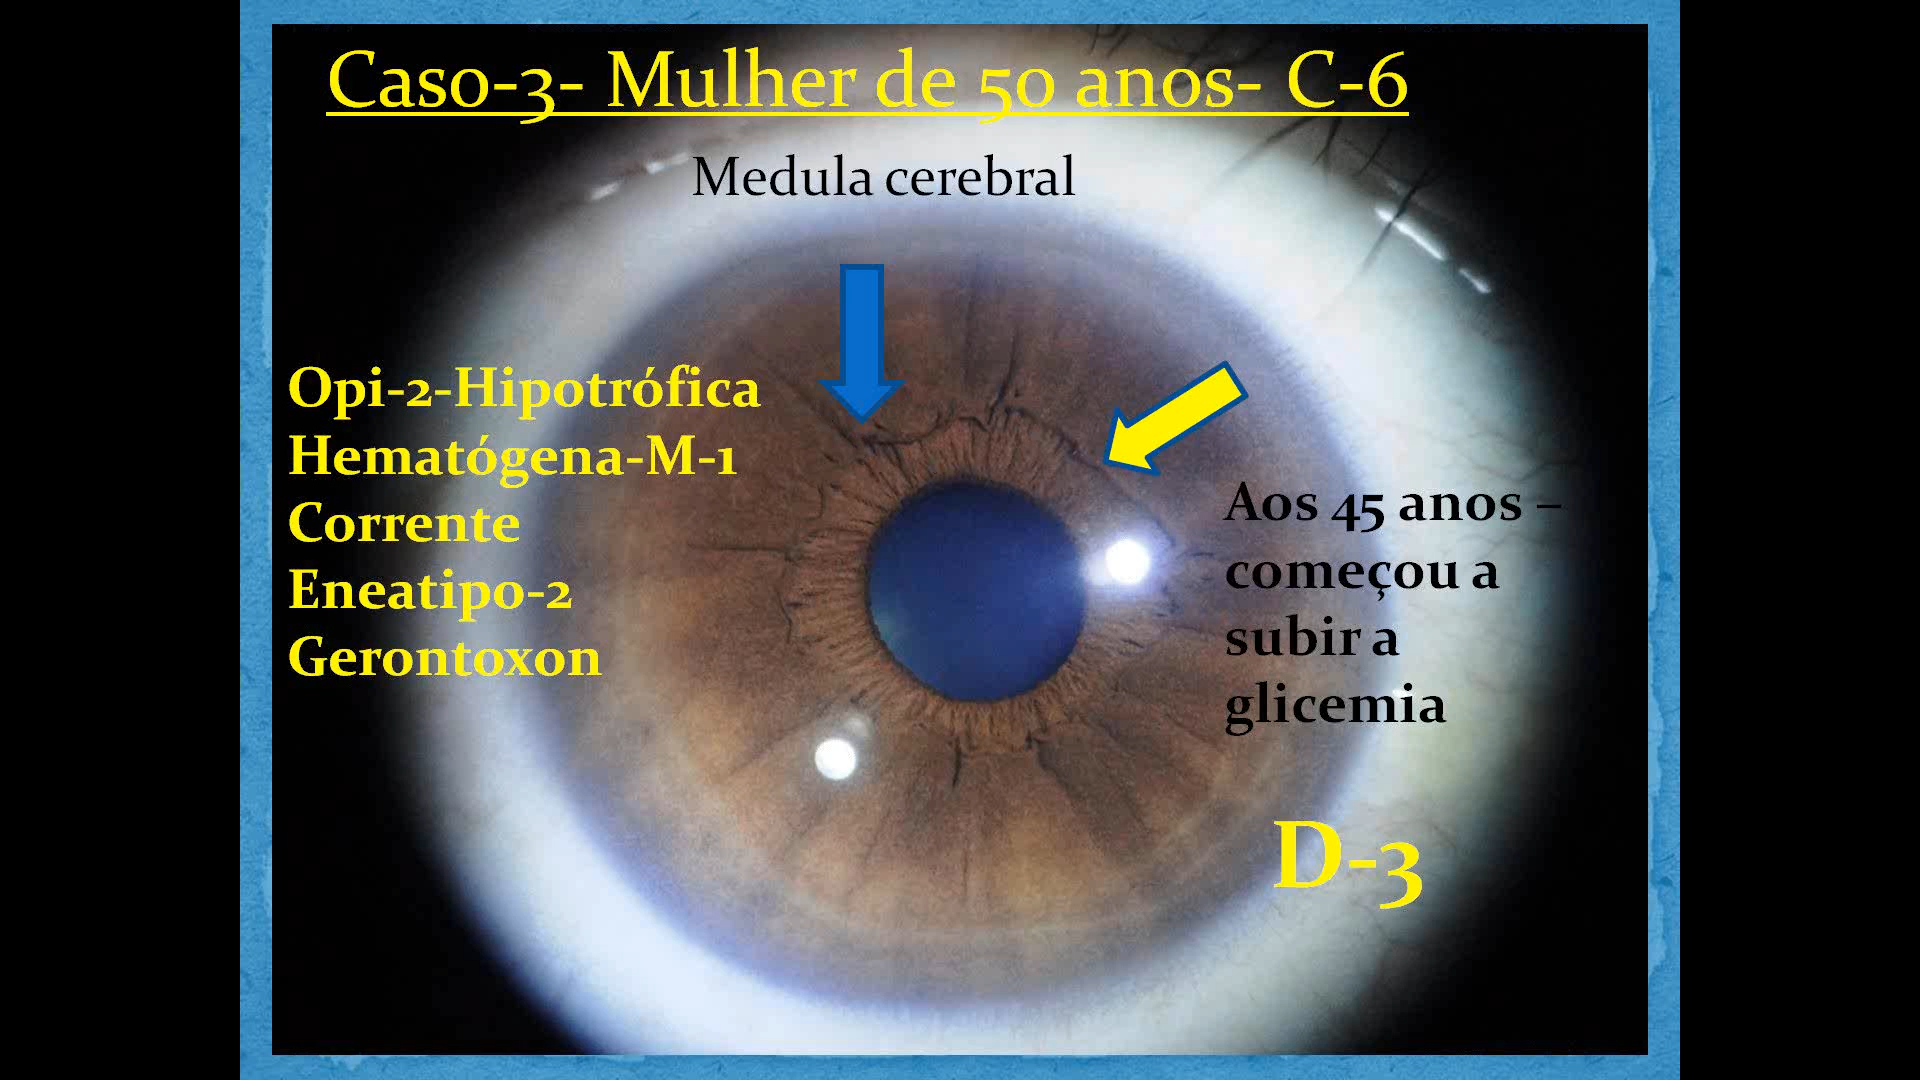 Caso-3- Mulher de 50 anos- C-6
Medula cerebral
Opi-2-Hipotrófica
Hematógena-M-1
Corrente
Eneatipo-2
Gerontoxon
Aos 45 anos –
começou a
subir a
glicemia
D-3